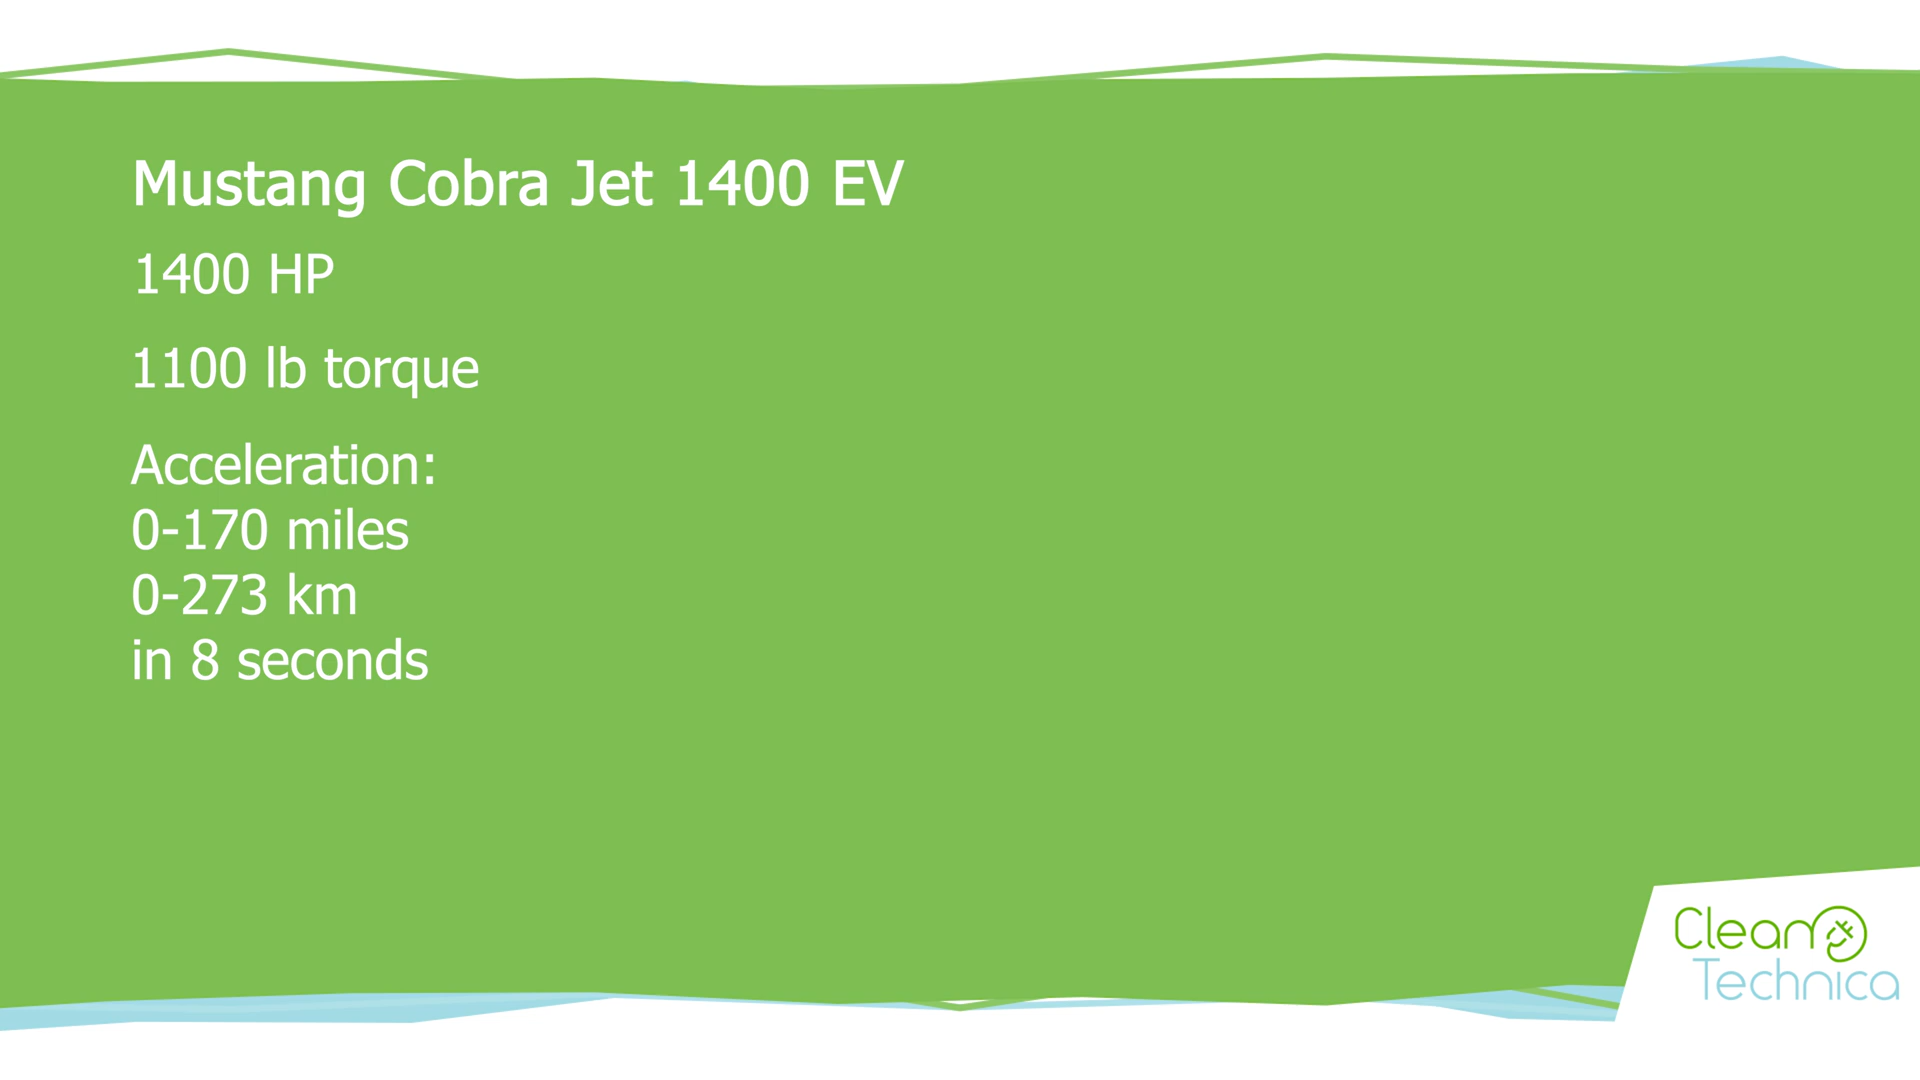 Mustang Cobra Jet 1400 EV
1400 HP
1100 lb torque
Acceleration:
0-170 miles
0-273 km
in 8 seconds
Clean
Technica